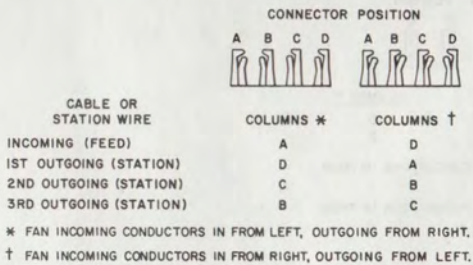 CONNECTOR POSITION
A B C D A B C D
CABLE OR
STATION WIRE COLUMNS * COLUMNS †
INCOMING (FEED) A D
1ST OUTGOING (STATION) D A
2ND OUTGOING (STATION) C B
3RD OUTGOING (STATION) B C
* FAN INCOMING CONDUCTORS IN FROM LEFT, OUTGOING FROM RIGHT.
† FAN INCOMING CONDUCTORS IN FROM RIGHT, OUTGOING FROM LEFT.